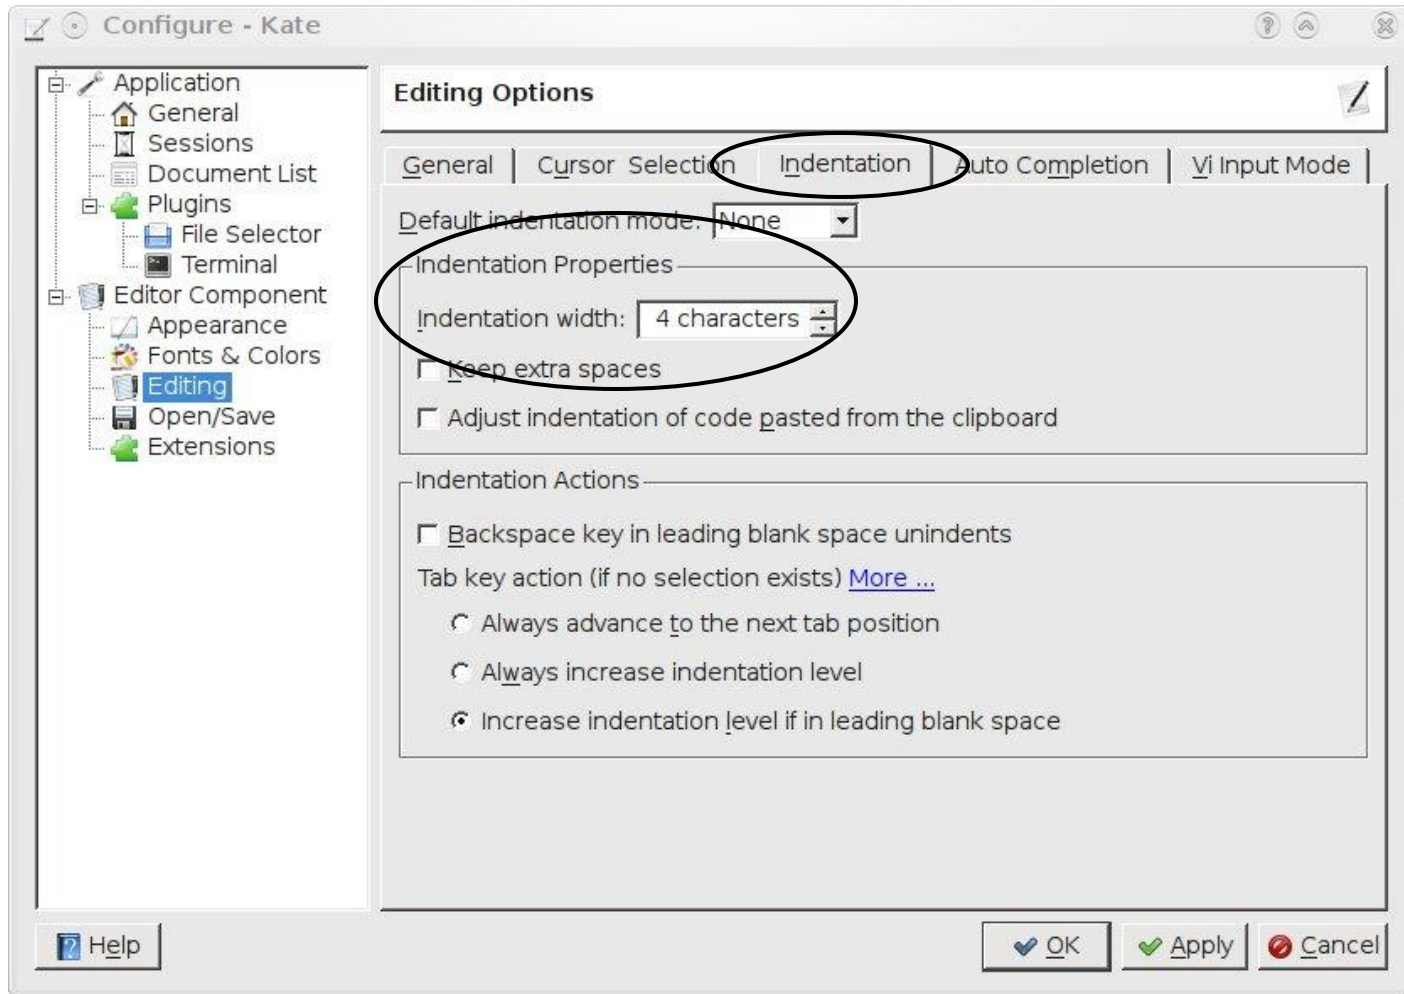 Configure - Kate
Application
General
Sessions
Document List
Plugins
File Selector
Terminal
Editor Component
Appearance
Fonts & Colors
Editing
Open/Save
Extensions
Editing Options
General Cursor Selection Indentation Auto Completion Vi Input Mode
Default indentation mode: None
Indentation Properties
Indentation width: 4 characters
Keep extra spaces
Adjust indentation of code pasted from the clipboard
Indentation Actions
Backspace key in leading blank space unindents
Tab key action (if no selection exists) More ...
Always advance to the next tab position
Always increase indentation level
Increase indentation level if in leading blank space
Help OK Apply Cancel